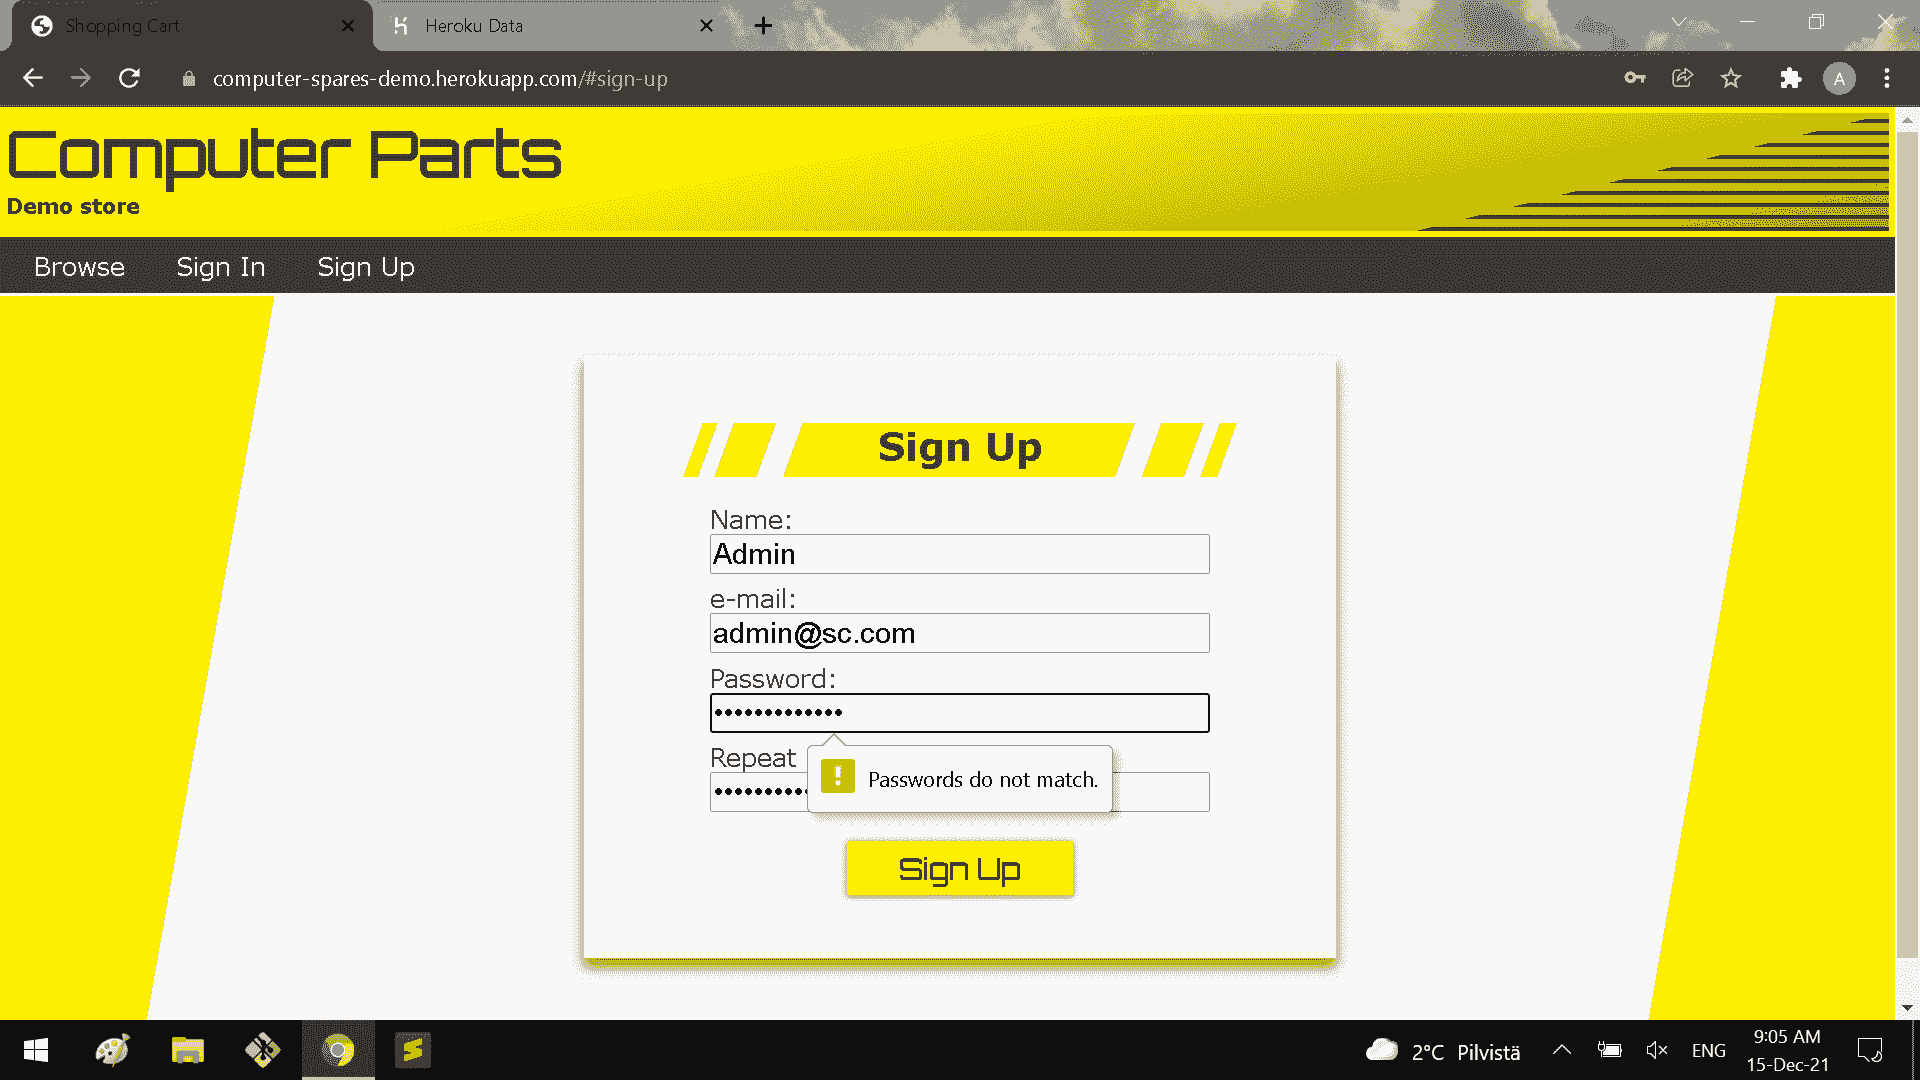 Shopping Cart
Heroku Data
computer-spares-demo.herokuapp.com/#sign-up
A
Computer Parts
Demo store
Browse Sign In Sign Up
Sign Up
Name:
Admin
e-mail:
admin@sc.com
Password:
•••••••••••••
Repeat
Passwords do not match.
Sign Up
2°C Pilvistä
ENG
9:05 AM
15-Dec-21